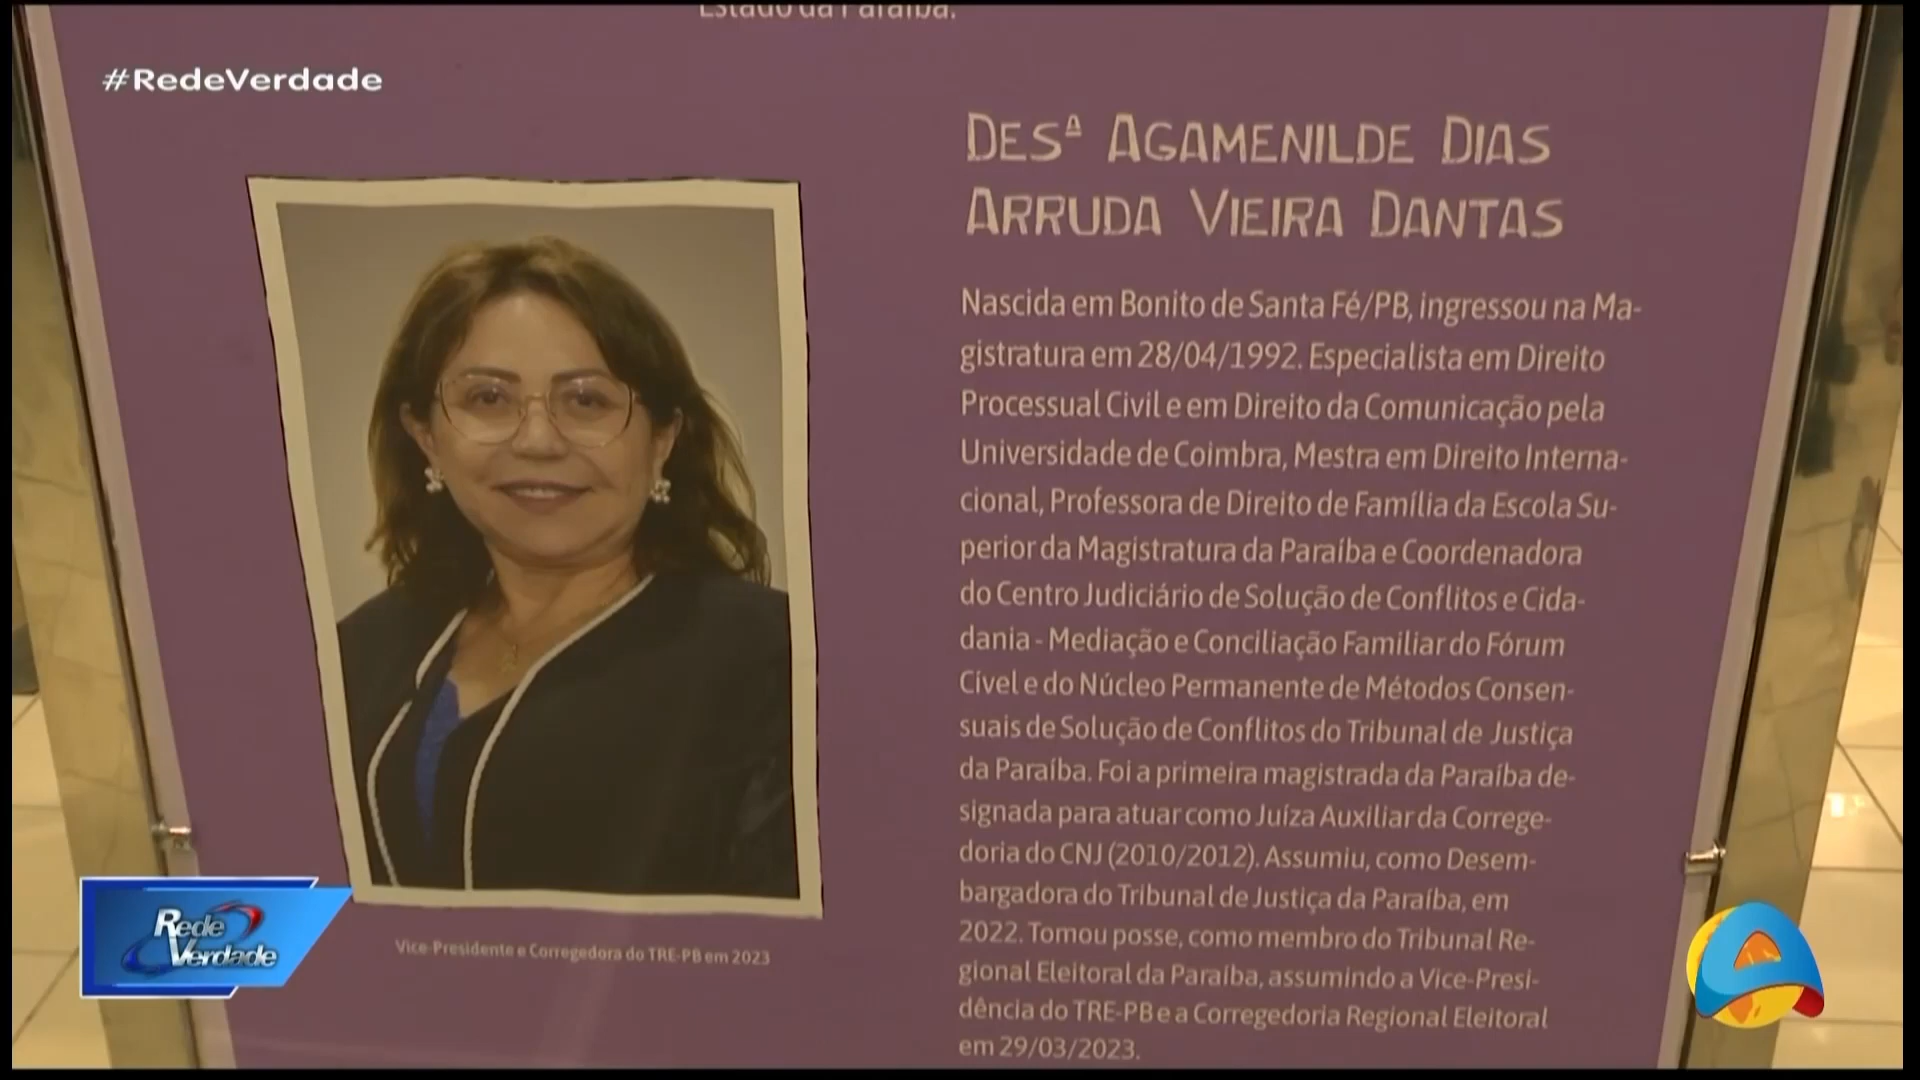 Estado da Paraíba.
#RedeVerdade
DESª AGAMENILDE DIAS
ARRUDA VIEIRA DANTAS
Nascida em Bonito de Santa Fé/PB, ingressou na Ma-
gistratura em 28/04/1992. Especialista em Direito
Processual Civil e em Direito da Comunicação pela
Universidade de Coimbra, Mestra em Direito Interna-
cional, Professora de Direito de Família da Escola Su-
perior da Magistratura da Paraíba e Coordenadora
do Centro Judiciário de Solução de Conflitos e Cida-
dania - Mediação e Conciliação Familiar do Fórum
Cível e do Núcleo Permanente de Métodos Consen-
suais de Solução de Conflitos do Tribunal de Justiça
da Paraíba. Foi a primeira magistrada da Paraíba de-
signada para atuar como Juíza Auxiliar da Correge-
doria do CNJ (2010/2012). Assumiu, como Desem-
bargadora do Tribunal de Justiça da Paraíba, em
2022. Tomou posse, como membro do Tribunal Re-
gional Eleitoral da Paraíba, assumindo a Vice-Presi-
dência do TRE-PB e a Corregedoria Regional Eleitoral
em 29/03/2023.
Vice-Presidente e Corregedora do TRE-PB em 2023
Rede
Verdade